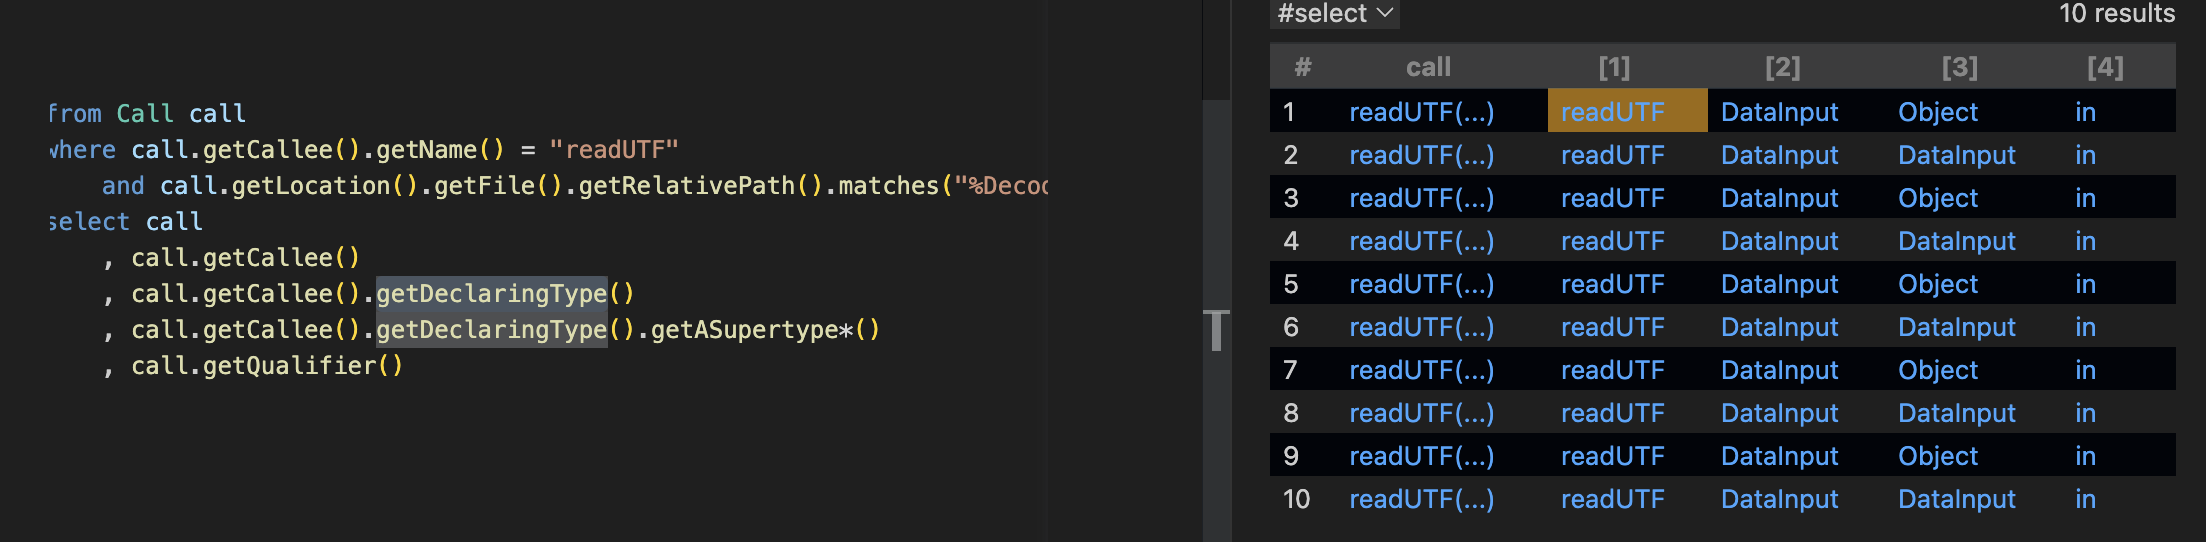 from Call call
where call.getCallee().getName() = "readUTF"
and call.getLocation().getFile().getRelativePath().matches("%Decod
select call
, call.getCallee()
, call.getCallee().getDeclaringType()
, call.getCallee().getDeclaringType().getASupertype*()
, call.getQualifier()
#select 10 results
# call [1] [2] [3] [4]
1 readUTF(...) readUTF DataInput Object in
2 readUTF(...) readUTF DataInput DataInput in
3 readUTF(...) readUTF DataInput Object in
4 readUTF(...) readUTF DataInput DataInput in
5 readUTF(...) readUTF DataInput Object in
6 readUTF(...) readUTF DataInput DataInput in
7 readUTF(...) readUTF DataInput Object in
8 readUTF(...) readUTF DataInput DataInput in
9 readUTF(...) readUTF DataInput Object in
10 readUTF(...) readUTF DataInput DataInput in